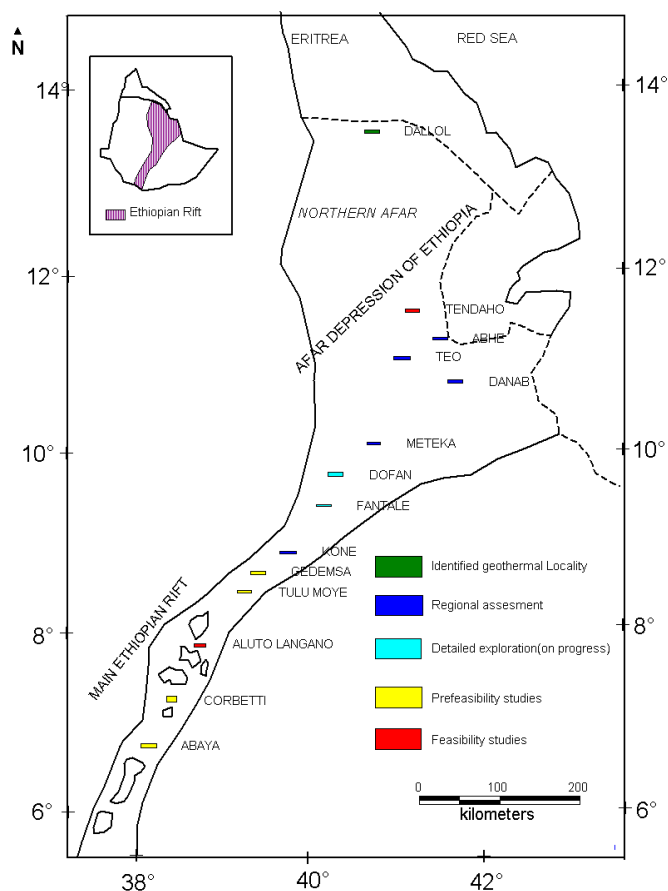 N
ERITREA
RED SEA
14°
14°
DALLOL
Ethiopian Rift
NORTHERN AFAR
AFAR DEPRESSION OF ETHIOPIA
12°
12°
TENDAHO
ABHE
TEO
DANAB
METEKA
10°
10°
DOFAN
FANTALE
KONE
GEDEMSA
TULU MOYE
MAIN ETHIOPIAN RIFT
8°
8°
ALUTO LANGANO
CORBETTI
ABAYA
Identified geothermal Locality
Regional assesment
Detailed exploration(on progress)
Prefeasibility studies
Feasibility studies
0 100 200
kilometers
6°
6°
38° 40° 42°